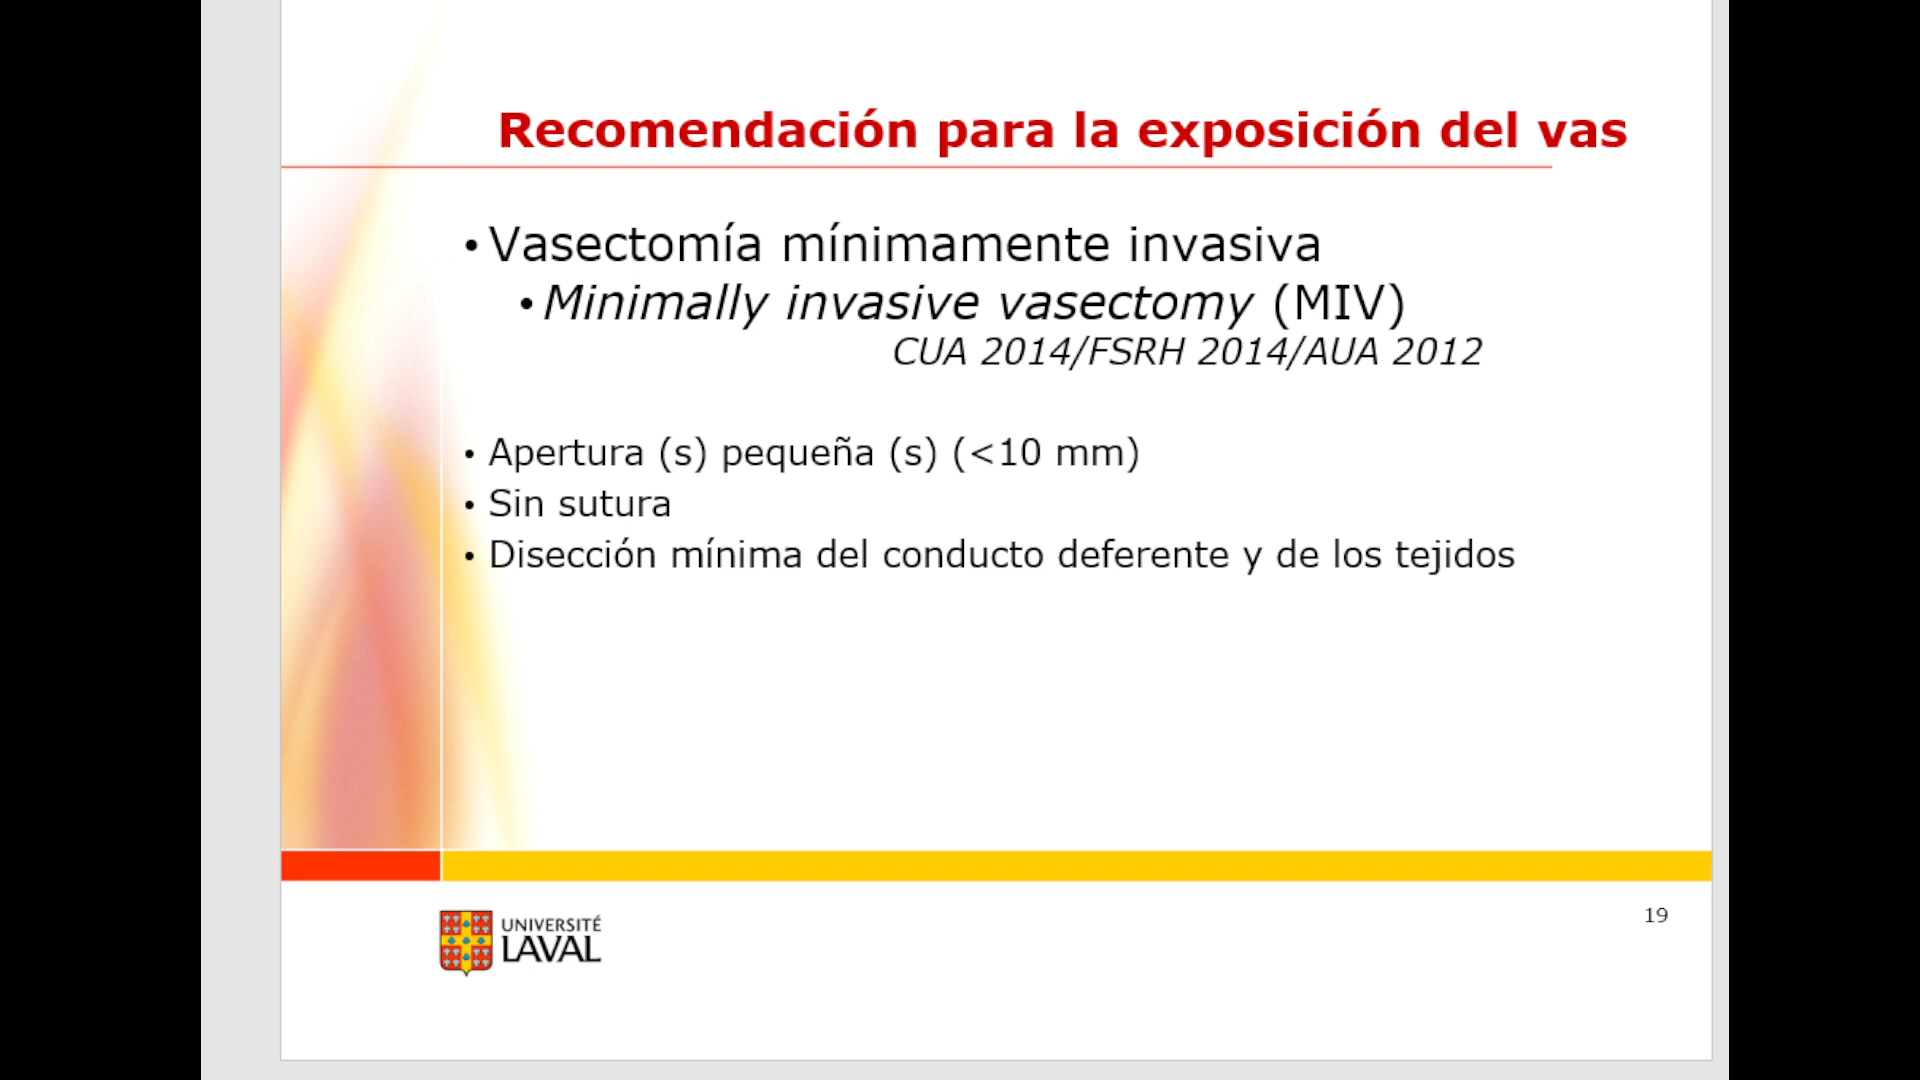 Recomendación para la exposición del vas
• Vasectomía mínimamente invasiva
• Minimally invasive vasectomy (MIV)
CUA 2014/FSRH 2014/AUA 2012
• Apertura (s) pequeña (s) (<10 mm)
• Sin sutura
• Disección mínima del conducto deferente y de los tejidos
UNIVERSITÉ
LAVAL
19